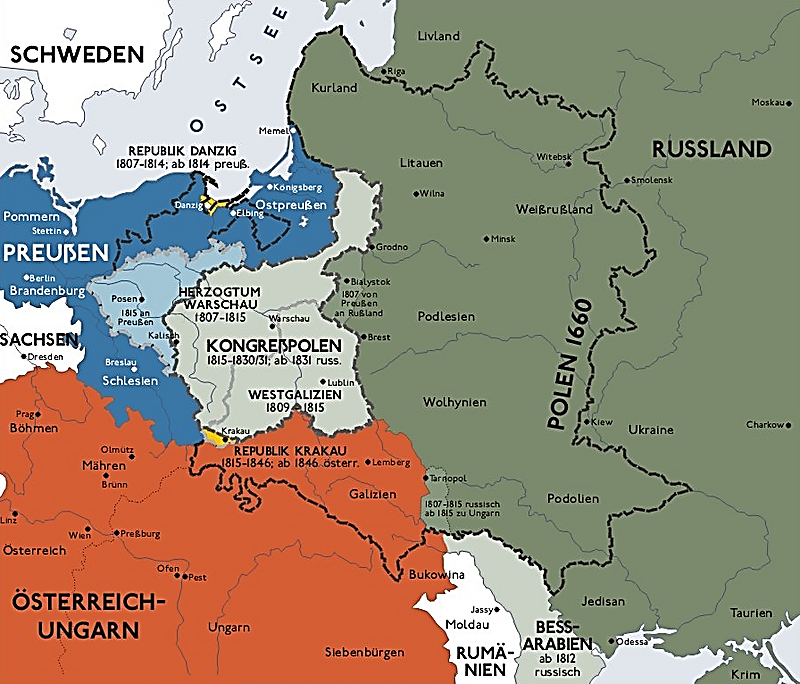 SCHWEDEN
OSTSEE
Livland
Riga
Kurland
Moskau
Memel
REPUBLIK DANZIG
1807-1814; ab 1814 preuß.
Litauen
Witebsk
RUSSLAND
Smolensk
Königsberg
Wilna
Danzig
Elbing
Ostpreußen
Weißrußland
Pommern
Stettin
Minsk
PREUßEN
Grodno
Berlin
Brandenburg
HERZOGTUM
WARSCHAU
1807-1815
Posen
1815 an
Preußen
Bialystok
1807 von
Preußen
an Rußland
Podlesien
POLEN 1660
Warschau
SACHSEN
Kalisch
KONGREßPOLEN
1815-1830/31; ab 1831 russ.
Brest
Dresden
Breslau
Schlesien
Lublin
WESTGALIZIEN
1809-1815
Wolhynien
Prag
Böhmen
Krakau
Kiew
Ukraine
Charkow
Olmütz
Mähren
Brünn
REPUBLIK KRAKAU
1815-1846; ab 1846 österr.
Lemberg
Tarnopol
Galizien
1807-1815 russisch
ab 1815 zu Ungarn
Podolien
Linz
Wien
Preßburg
Österreich
Ofen
Pest
Bukowina
ÖSTERREICH-
UNGARN
Ungarn
Siebenbürgen
Jassy
Moldau
RUMÄ-
NIEN
BESS-
ARABIEN
ab 1812
russisch
Jedisan
Odessa
Taurien
Krim